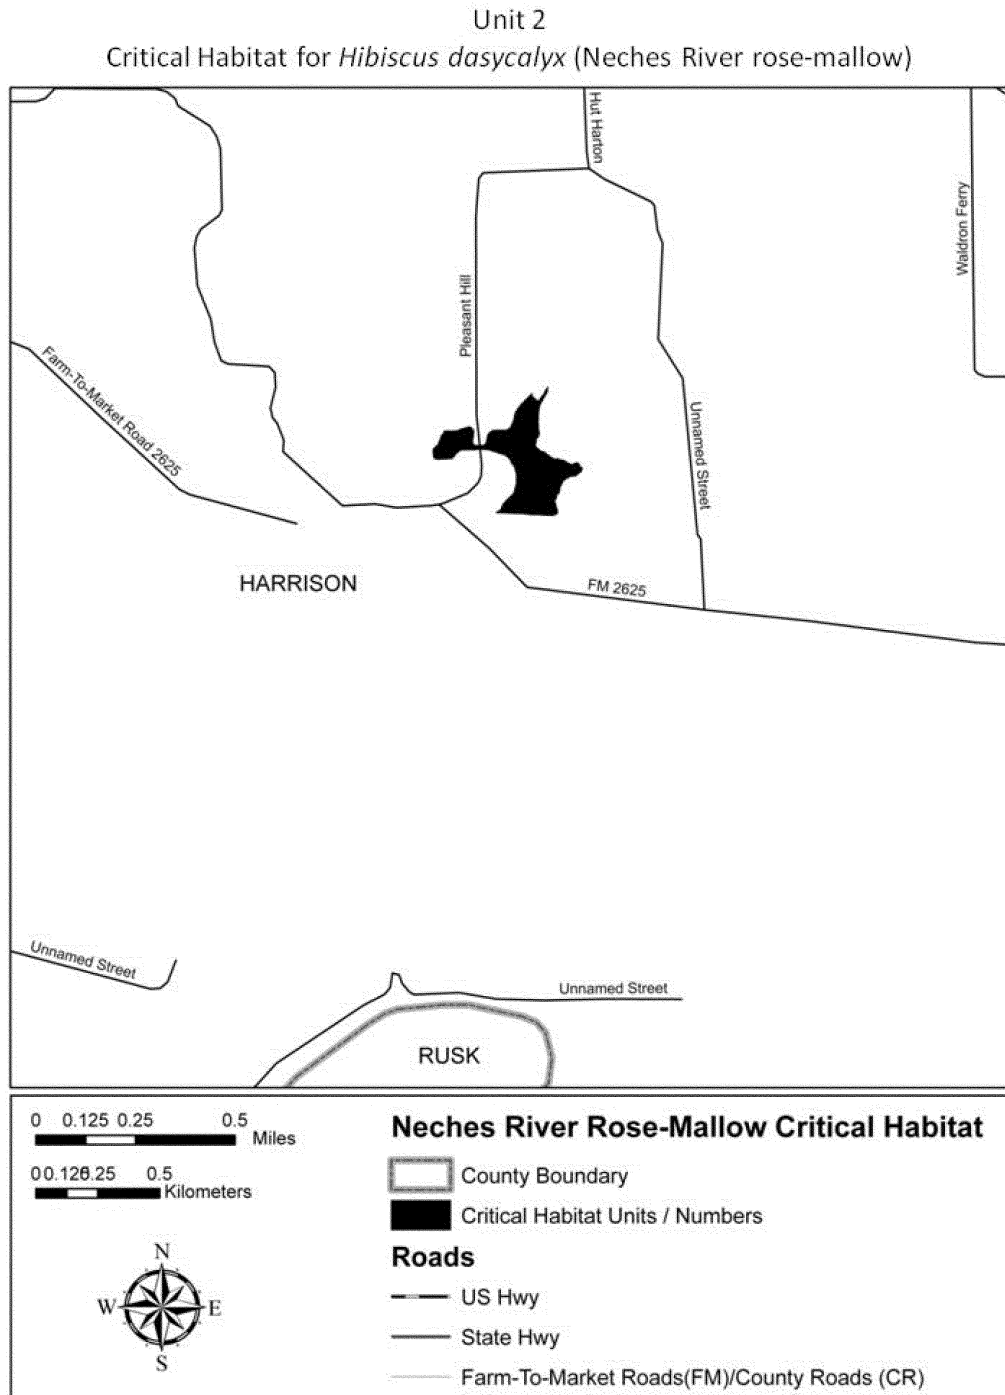 Unit 2
Critical Habitat for Hibiscus dasycalyx (Neches River rose-mallow)
Hut Harton
Waldron Ferry
Pleasant Hill
Farm-To-Market Road 2625
Unnamed Street
HARRISON
FM 2625
Unnamed Street
Unnamed Street
RUSK
0 0.125 0.25 0.5
Miles
0 0.125 0.25 0.5
Kilometers
N
W E
S
Neches River Rose-Mallow Critical Habitat
County Boundary
Critical Habitat Units / Numbers
Roads
US Hwy
State Hwy
Farm-To-Market Roads(FM)/County Roads (CR)